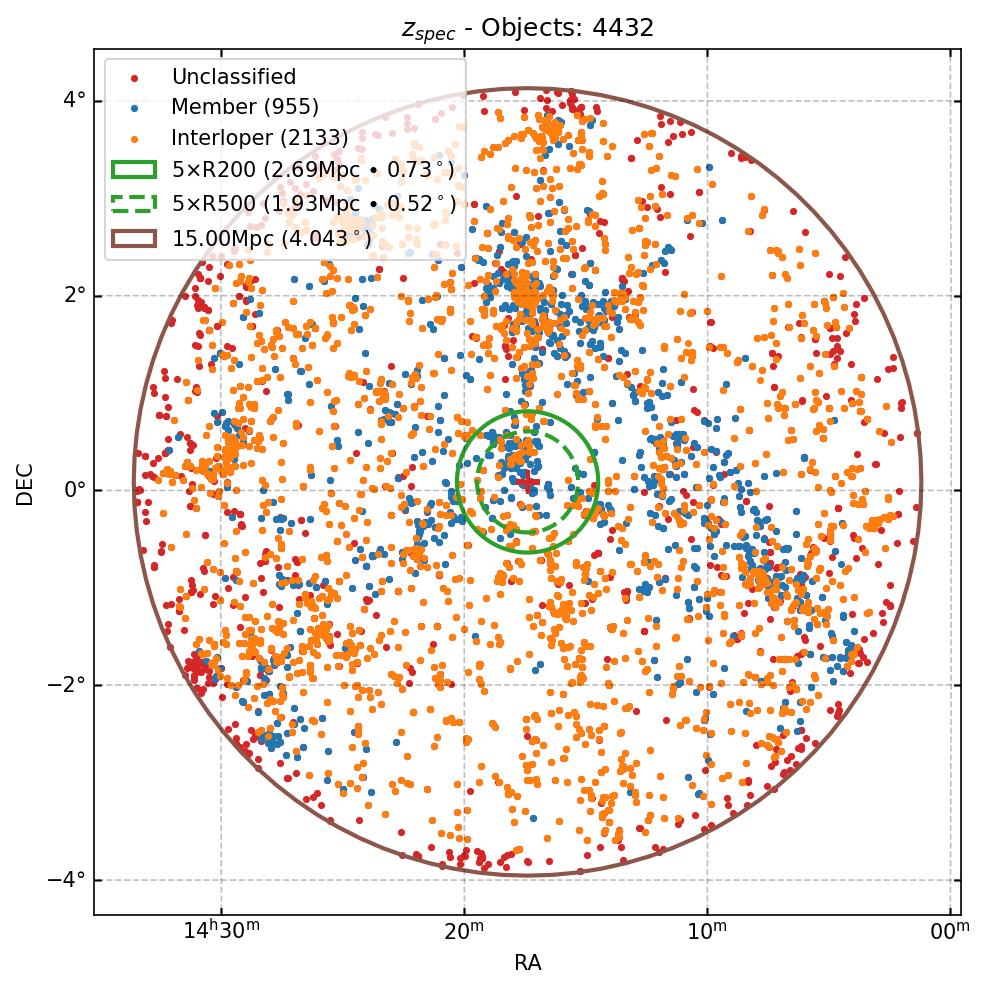 z_spec - Objects: 4432
Unclassified
Member (955)
Interloper (2133)
5×R200 (2.69Mpc • 0.73°)
5×R500 (1.93Mpc • 0.52°)
15.00Mpc (4.043°)
4°
2°
0°
−2°
−4°
DEC
14ʰ30ᵐ
20ᵐ
10ᵐ
00ᵐ
RA